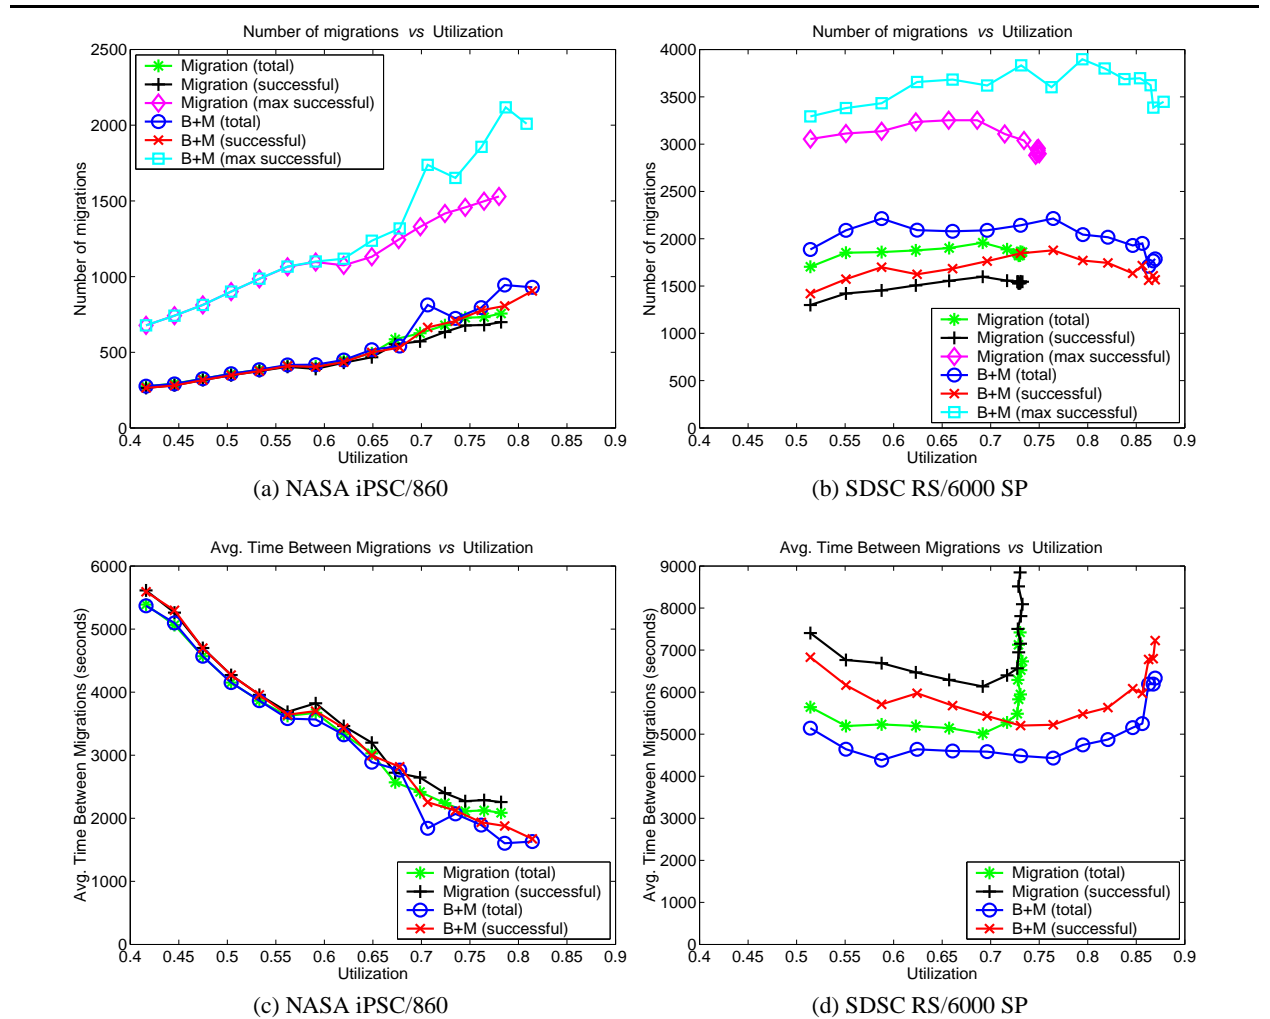 Number of migrations vs Utilization
2500
2000
1500
1000
500
0
Number of migrations
Migration (total)
Migration (successful)
Migration (max successful)
B+M (total)
B+M (successful)
B+M (max successful)
0.4 0.45 0.5 0.55 0.6 0.65 0.7 0.75 0.8 0.85 0.9
Utilization
(a) NASA iPSC/860
Number of migrations vs Utilization
4000
3500
3000
2500
2000
1500
1000
500
0
Number of migrations
Migration (total)
Migration (successful)
Migration (max successful)
B+M (total)
B+M (successful)
B+M (max successful)
0.4 0.45 0.5 0.55 0.6 0.65 0.7 0.75 0.8 0.85 0.9
Utilization
(b) SDSC RS/6000 SP
Avg. Time Between Migrations vs Utilization
6000
5000
4000
3000
2000
1000
0
Avg. Time Between Migrations (seconds)
Migration (total)
Migration (successful)
B+M (total)
B+M (successful)
0.4 0.45 0.5 0.55 0.6 0.65 0.7 0.75 0.8 0.85 0.9
Utilization
(c) NASA iPSC/860
Avg. Time Between Migrations vs Utilization
9000
8000
7000
6000
5000
4000
3000
2000
1000
0
Avg. Time Between Migrations (seconds)
Migration (total)
Migration (successful)
B+M (total)
B+M (successful)
0.4 0.45 0.5 0.55 0.6 0.65 0.7 0.75 0.8 0.85 0.9
Utilization
(d) SDSC RS/6000 SP